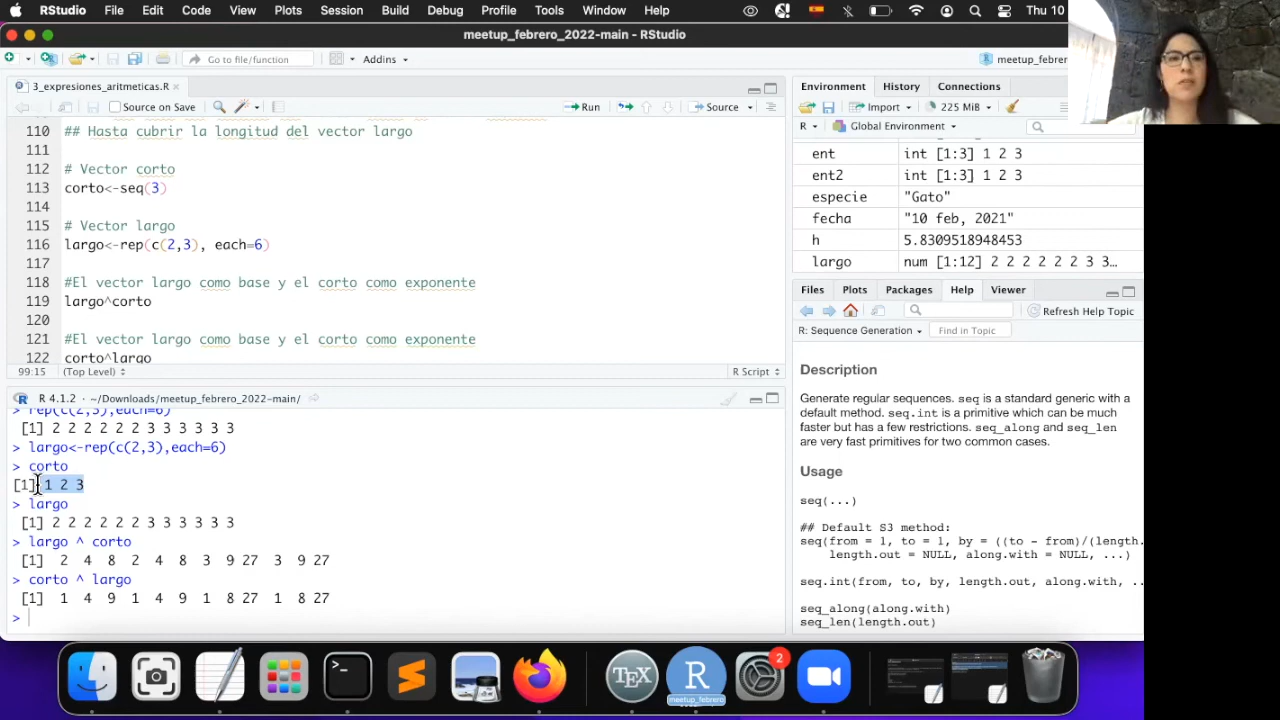 RStudio File Edit Code View Plots Session Build Debug Profile Tools Window Help Thu 10
meetup_febrero_2022-main - RStudio
Go to file/function Addins meetup_febrer
3_expresiones_aritmeticas.R
Source on Save Run Source
110 ## Hasta cubrir la longitud del vector largo
111
112 # Vector corto
113 corto<-seq(3)
114
115 # Vector largo
116 largo<-rep(c(2,3), each=6)
117
118 #El vector largo como base y el corto como exponente
119 largo^corto
120
121 #El vector largo como base y el corto como exponente
122 corto^largo
99:15 (Top Level) R Script
R 4.1.2 · ~/Downloads/meetup_febrero_2022-main/
> rep(c(2,3),each=6)
[1] 2 2 2 2 2 2 3 3 3 3 3 3
> largo<-rep(c(2,3),each=6)
> corto
[1] 1 2 3
> largo
[1] 2 2 2 2 2 2 3 3 3 3 3 3
> largo ^ corto
[1] 2 4 8 2 4 8 3 9 27 3 9 27
> corto ^ largo
[1] 1 4 9 1 4 9 1 8 27 1 8 27
>
Environment History Connections
Import 225 MiB
R Global Environment
ent int [1:3] 1 2 3
ent2 int [1:3] 1 2 3
especie "Gato"
fecha "10 feb, 2021"
h 5.8309518948453
largo num [1:12] 2 2 2 2 2 2 3 3…
Files Plots Packages Help Viewer
Refresh Help Topic
R: Sequence Generation Find in Topic
Description
Generate regular sequences. seq is a standard generic with a
default method. seq.int is a primitive which can be much
faster but has a few restrictions. seq_along and seq_len
are very fast primitives for two common cases.
Usage
seq(...)
## Default S3 method:
seq(from = 1, to = 1, by = ((to - from)/(length.
length.out = NULL, along.with = NULL, ...)
seq.int(from, to, by, length.out, along.with, ..
seq_along(along.with)
seq_len(length.out)
TEX
R
2
meetup_febrero